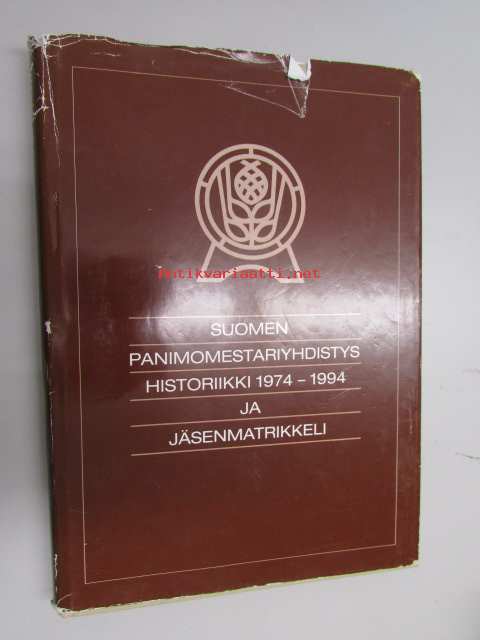 Antikvariaatti.net
SUOMEN
PANIMOMESTARIYHDISTYS
HISTORIIKKI 1974 – 1994
JA
JÄSENMATRIKKELI